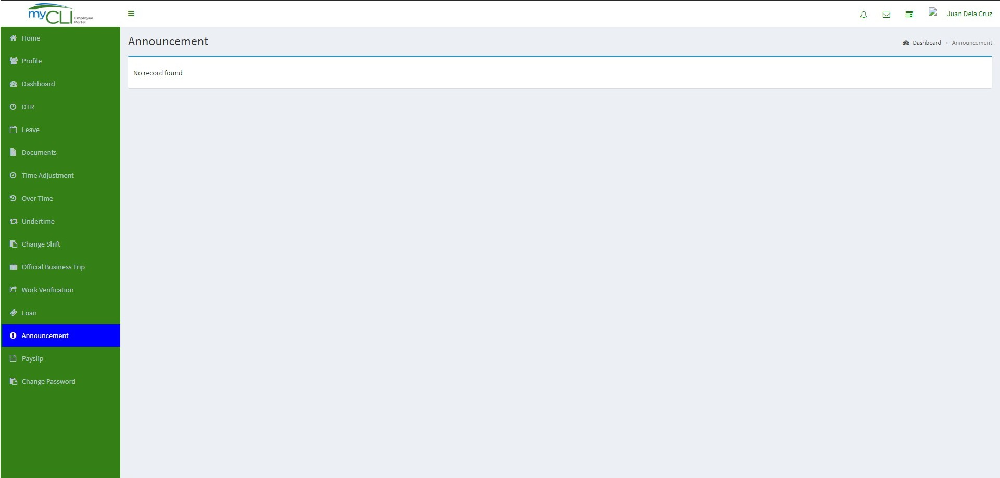 myCLI Employee
Portal
Juan Dela Cruz
Home
Profile
Dashboard
DTR
Leave
Documents
Time Adjustment
Over Time
Undertime
Change Shift
Official Business Trip
Work Verification
Loan
Announcement
Payslip
Change Password
Announcement
Dashboard > Announcement
No record found